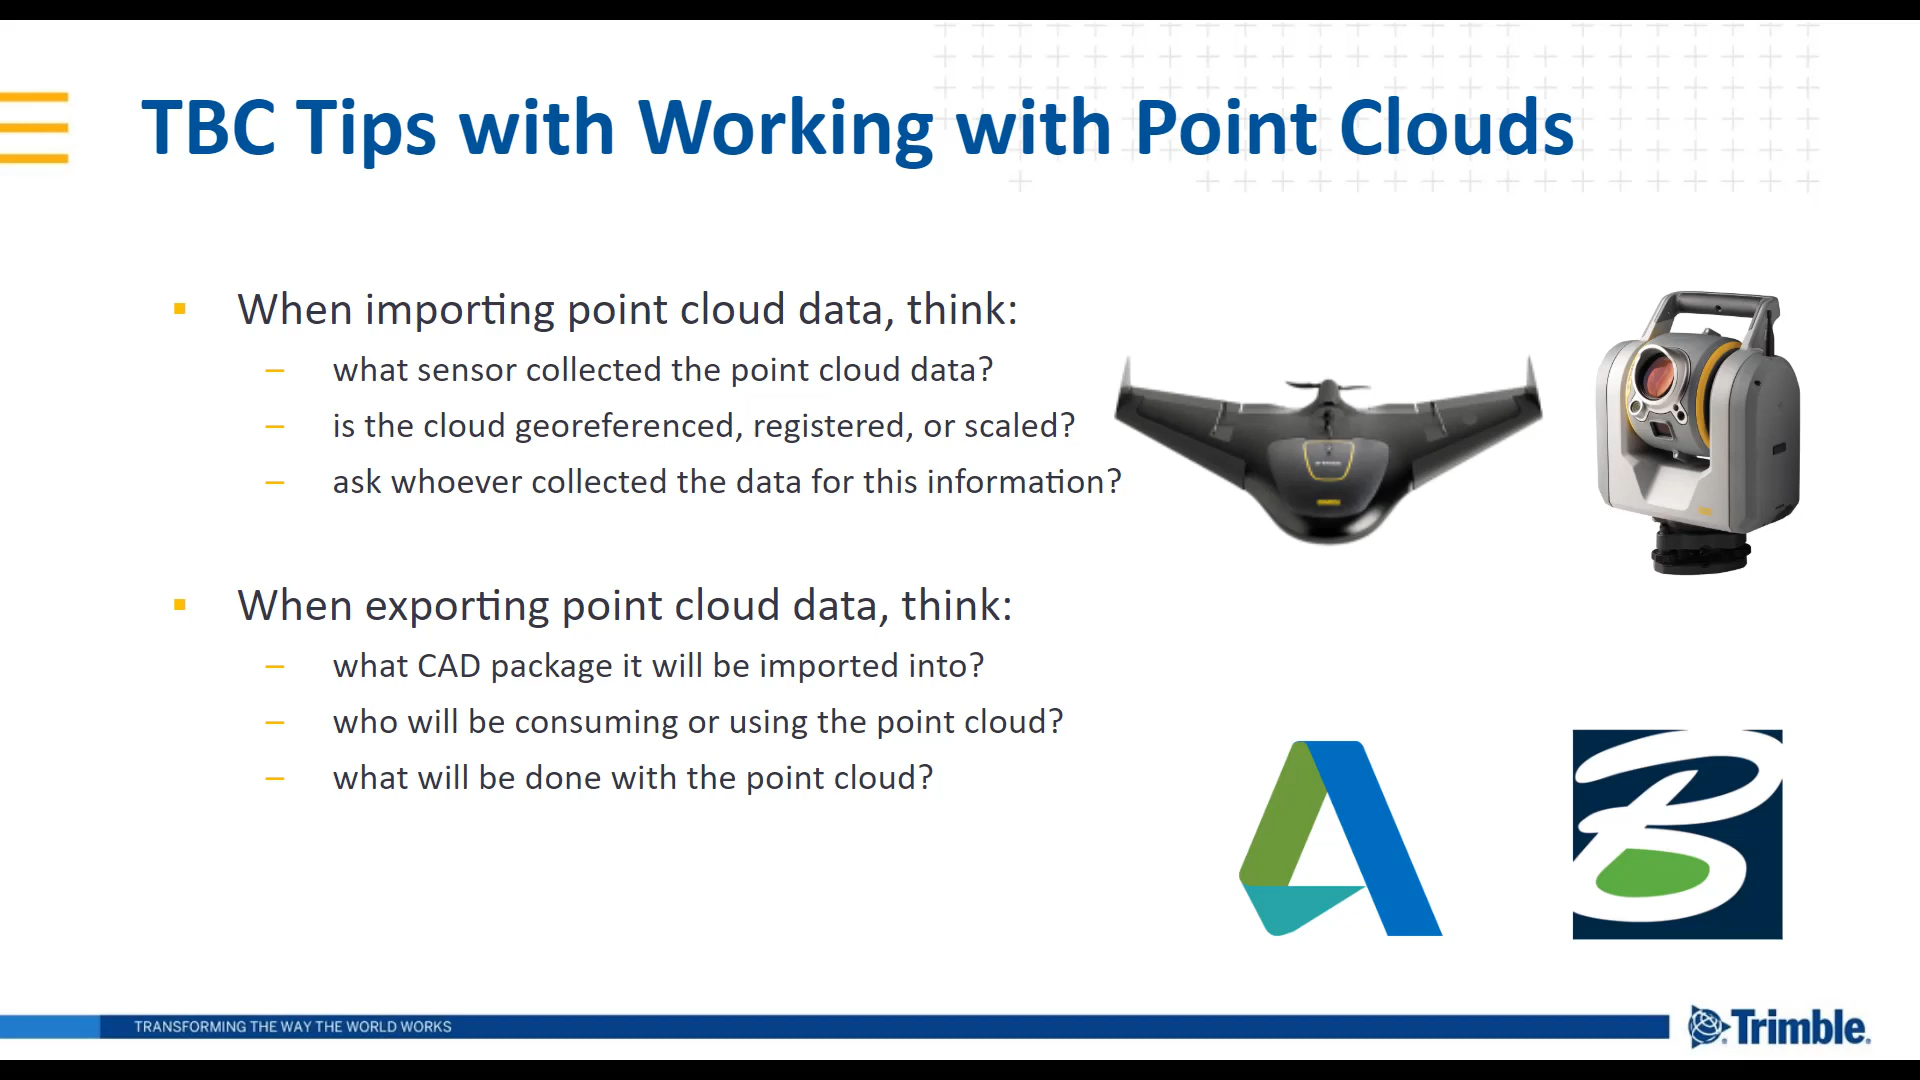 TBC Tips with Working with Point Clouds
When importing point cloud data, think:
what sensor collected the point cloud data?
is the cloud georeferenced, registered, or scaled?
ask whoever collected the data for this information?
When exporting point cloud data, think:
what CAD package it will be imported into?
who will be consuming or using the point cloud?
what will be done with the point cloud?
TRANSFORMING THE WAY THE WORLD WORKS
Trimble